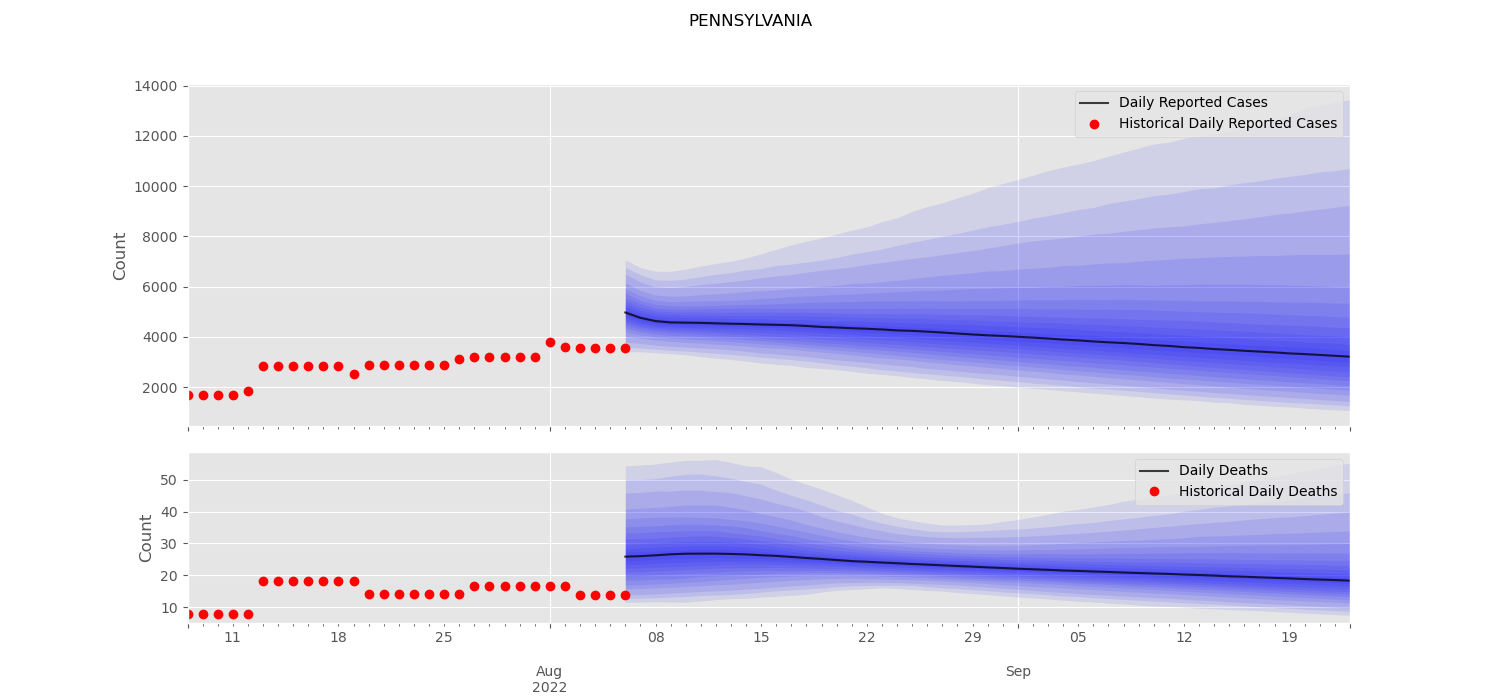 PENNSYLVANIA
14000
12000
10000
8000
6000
4000
2000
Count
Daily Reported Cases
Historical Daily Reported Cases
50
40
30
20
10
Count
Daily Deaths
Historical Daily Deaths
11 18 25 08 15 22 29 05 12 19
Aug Sep
2022